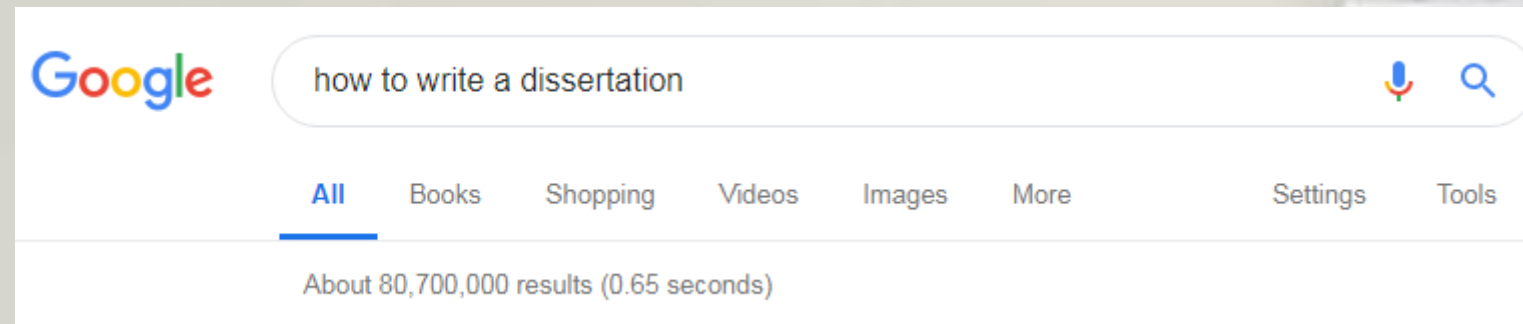 Google how to write a dissertation
All Books Shopping Videos Images More Settings Tools
About 80,700,000 results (0.65 seconds)